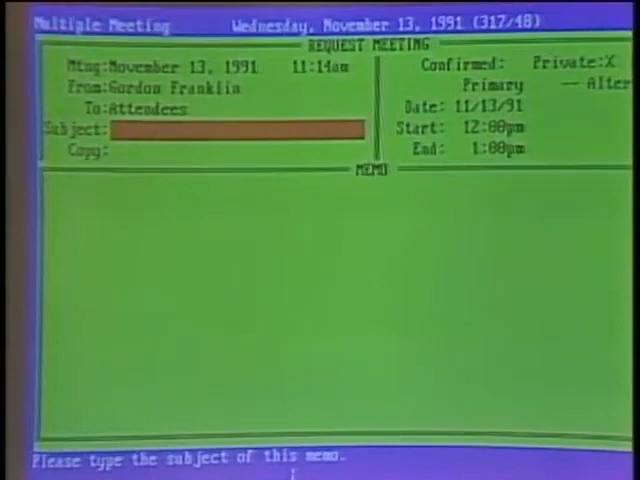 Multiple Meeting Wednesday, November 13, 1991 (317/48)
REQUEST MEETING
Mtng:November 13, 1991 11:14am Confirmed: Private:X
From:Gordon Franklin Primary -- Alter
To:Attendees Date: 11/13/91
Subject: Start: 12:00pm
Copy: End: 1:00pm
MEMO
Please type the subject of this memo.